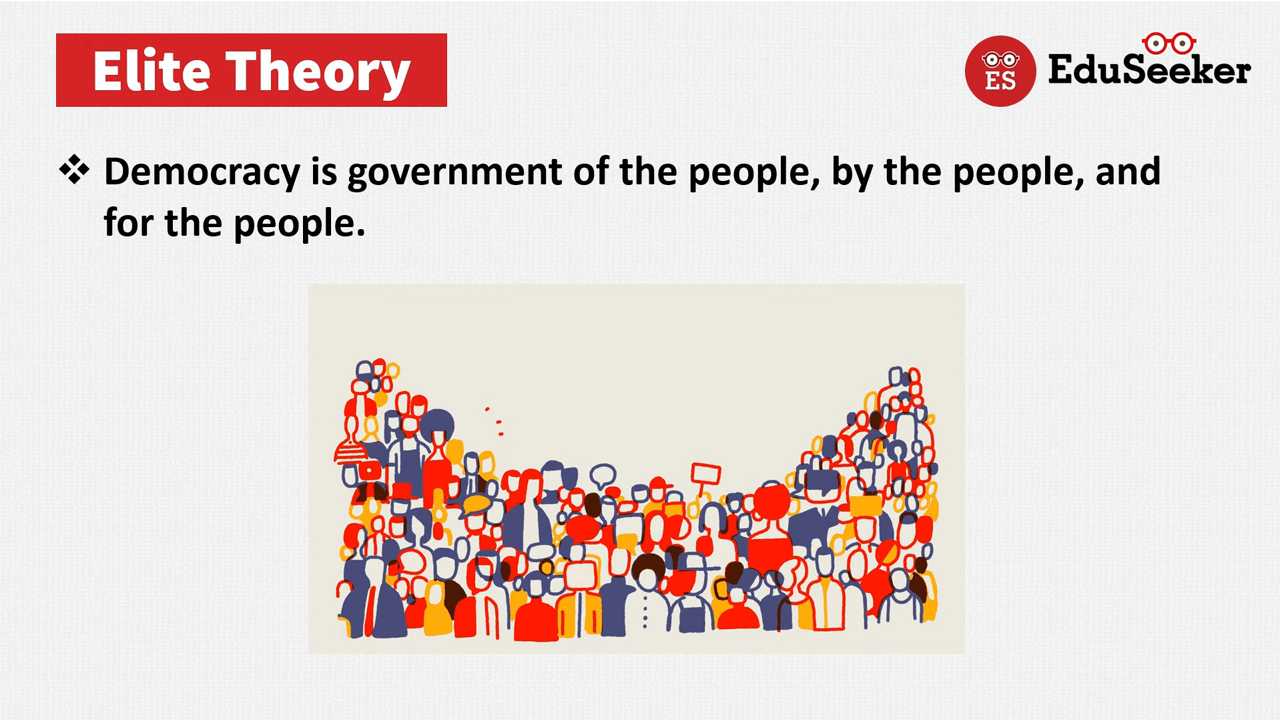 Elite Theory
ES
EduSeeker
Democracy is government of the people, by the people, and
for the people.